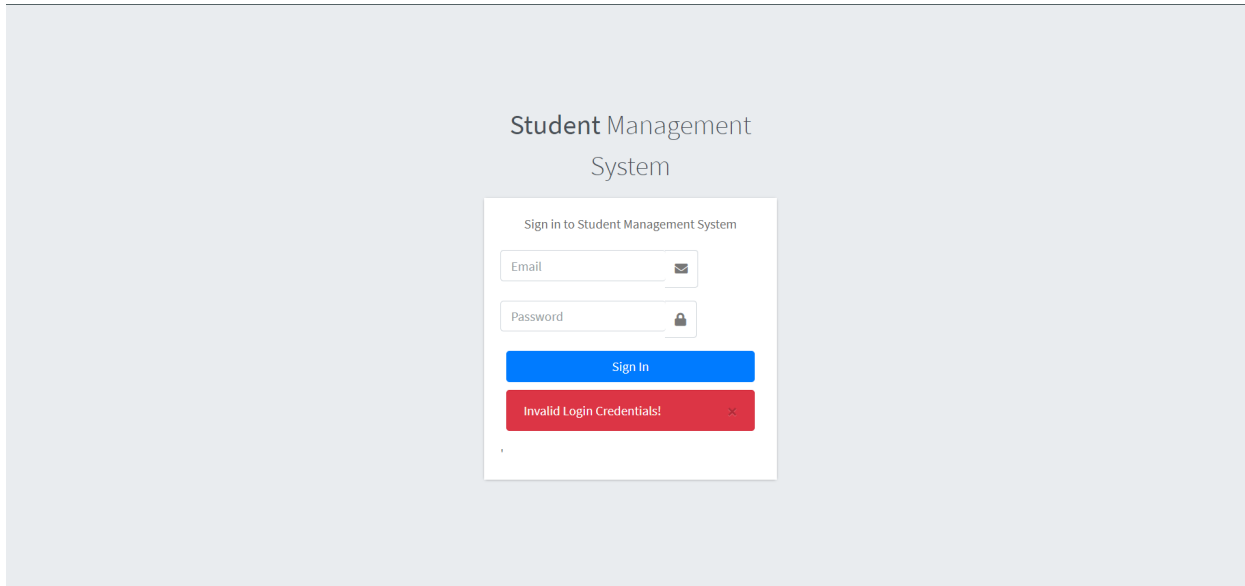 Student Management
System
Sign in to Student Management System
Email
Password
Sign In
Invalid Login Credentials! ×
'